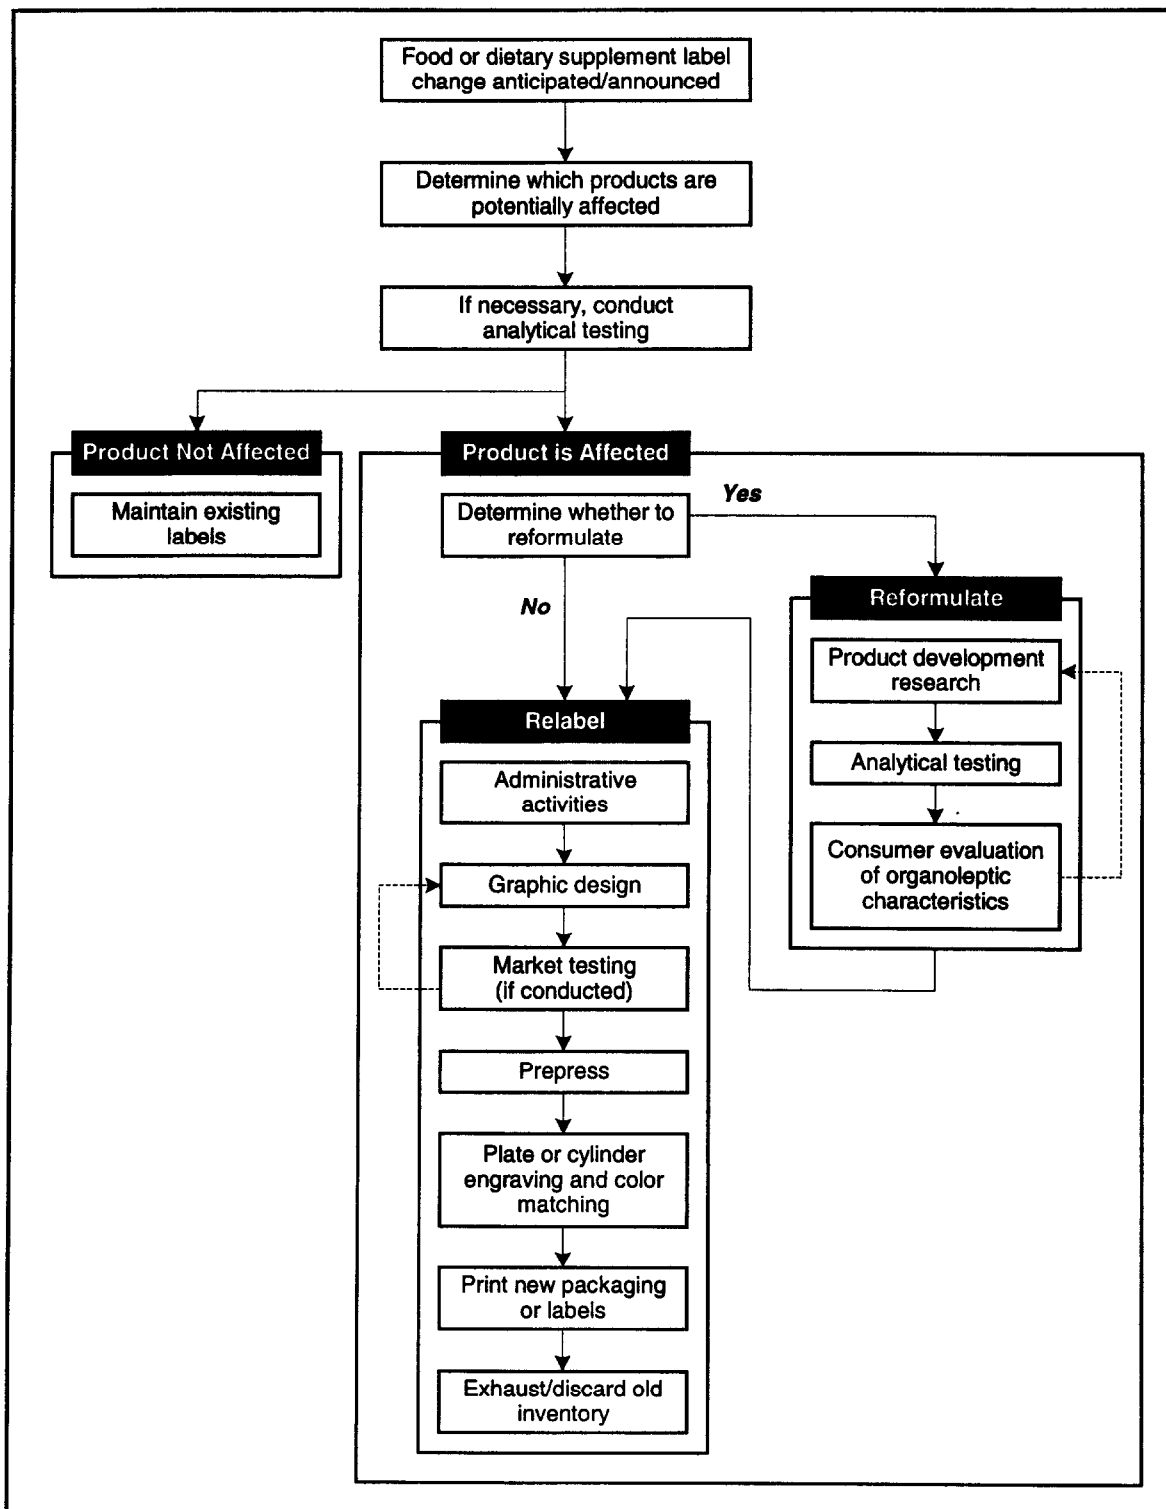 Food or dietary supplement label
change anticipated/announced
Determine which products are
potentially affected
If necessary, conduct
analytical testing
Product Not Affected
Maintain existing
labels
Product is Affected
Determine whether to
reformulate
Yes
No
Reformulate
Product development
research
Analytical testing
Consumer evaluation
of organoleptic
characteristics
Relabel
Administrative
activities
Graphic design
Market testing
(if conducted)
Prepress
Plate or cylinder
engraving and color
matching
Print new packaging
or labels
Exhaust/discard old
inventory